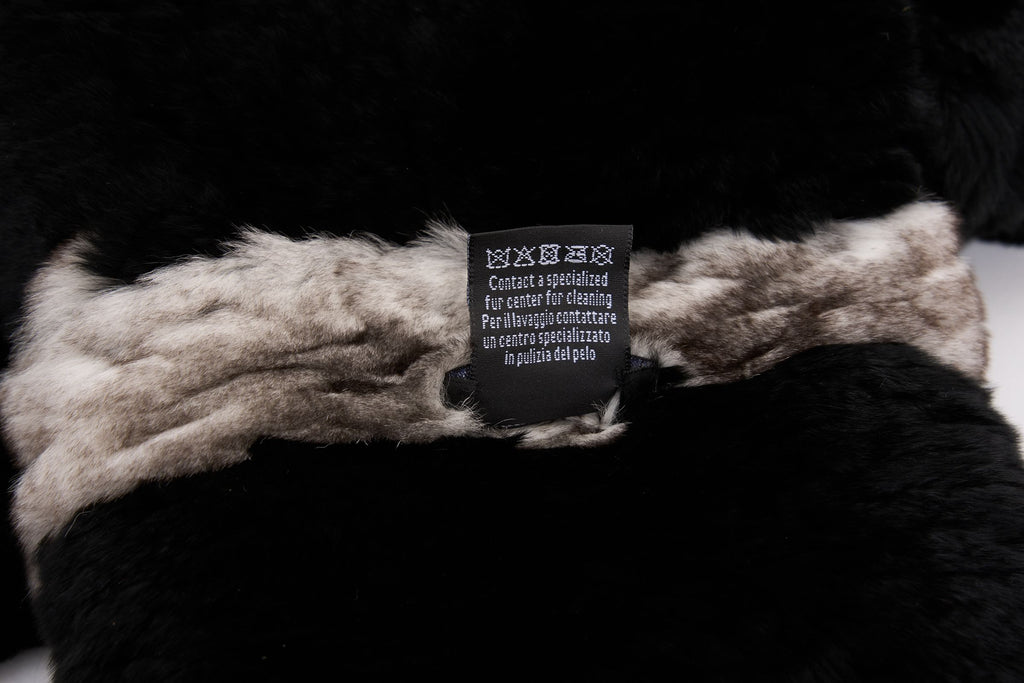 Contact a specialized
fur center for cleaning
Per il lavaggio contattare
un centro specializzato
in pulizia del pelo